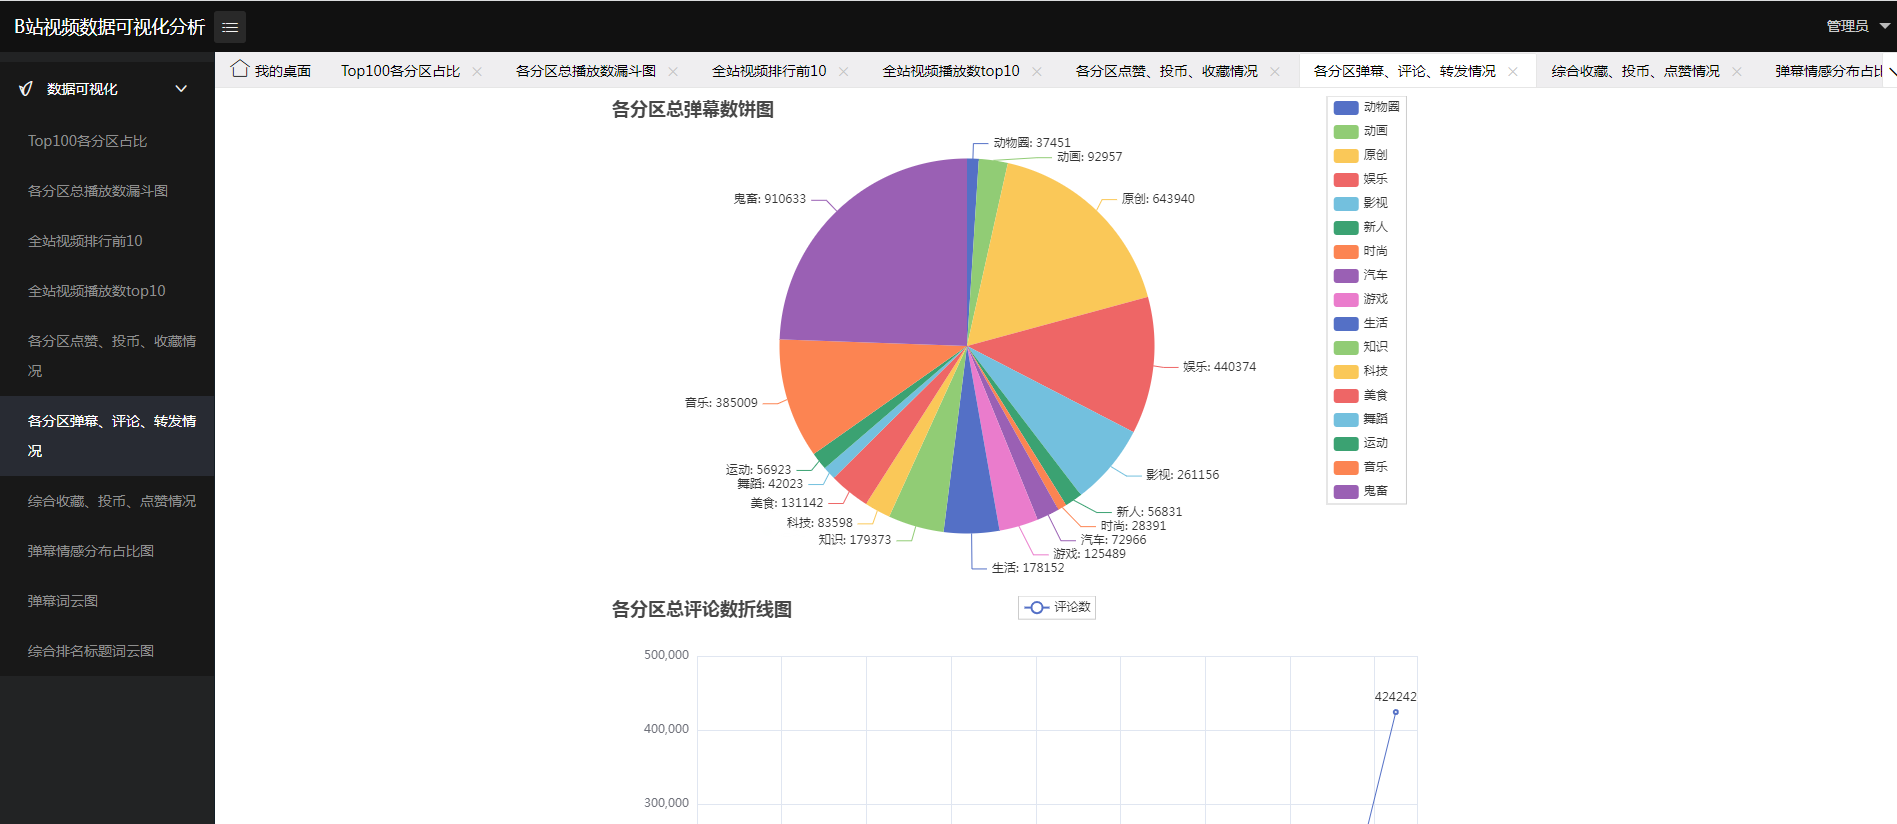 B站视频数据可视化分析
管理员
我的桌面
Top100各分区占比
各分区总播放数漏斗图
全站视频排行前10
全站视频播放数top10
各分区点赞、投币、收藏情况
各分区弹幕、评论、转发情况
综合收藏、投币、点赞情况
弹幕情感分布占比
数据可视化
Top100各分区占比
各分区总播放数漏斗图
全站视频排行前10
全站视频播放数top10
各分区点赞、投币、收藏情
况
各分区弹幕、评论、转发情
况
综合收藏、投币、点赞情况
弹幕情感分布占比图
弹幕词云图
综合排名标题词云图
各分区总弹幕数饼图
动物圈: 37451
动画: 92957
原创: 643940
娱乐: 440374
影视: 261156
新人: 56831
时尚: 28391
汽车: 72966
游戏: 125489
生活: 178152
知识: 179373
科技: 83598
美食: 131142
舞蹈: 42023
运动: 56923
音乐: 385009
鬼畜: 910633
动物圈
动画
原创
娱乐
影视
新人
时尚
汽车
游戏
生活
知识
科技
美食
舞蹈
运动
音乐
鬼畜
各分区总评论数折线图
评论数
500,000
424242
400,000
300,000